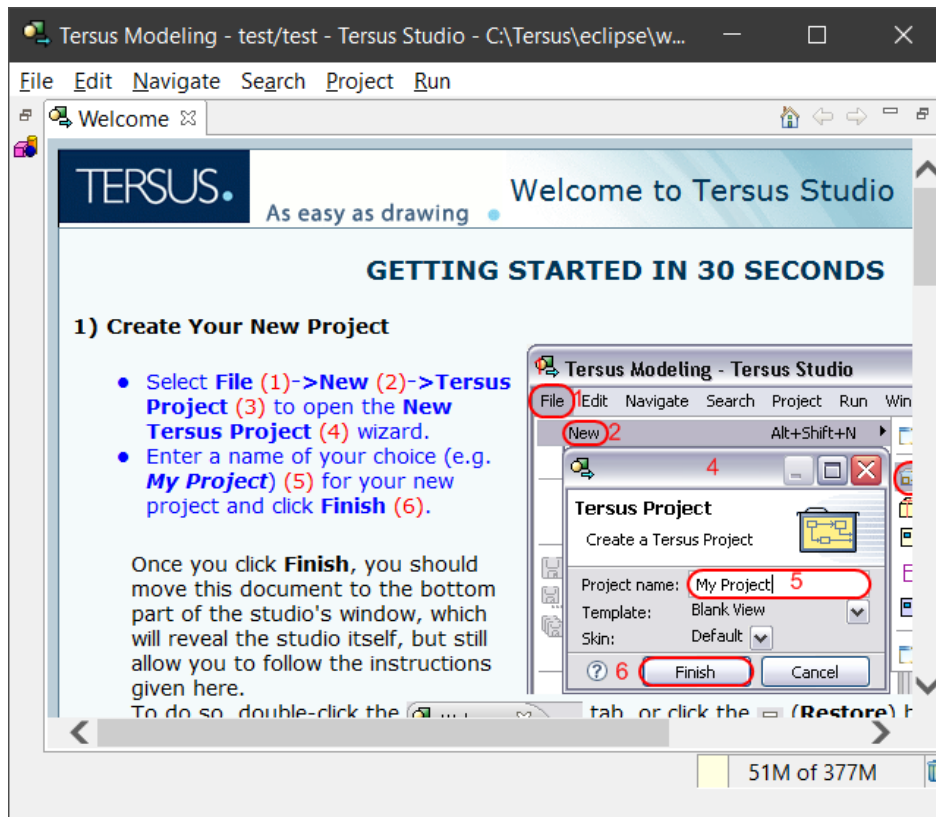 Tersus Modeling - test/test - Tersus Studio - C:\Tersus\eclipse\w...
File Edit Navigate Search Project Run
Welcome
TERSUS.
As easy as drawing
Welcome to Tersus Studio
GETTING STARTED IN 30 SECONDS
1) Create Your New Project
Select File (1)->New (2)->Tersus
Project (3) to open the New
Tersus Project (4) wizard.
Enter a name of your choice (e.g.
My Project) (5) for your new
project and click Finish (6).
Once you click Finish, you should
move this document to the bottom
part of the studio's window, which
will reveal the studio itself, but still
allow you to follow the instructions
given here.
To do so, double-click the
tab, or click the
(Restore)
Tersus Modeling - Tersus Studio
File 1 Edit Navigate Search Project Run Win
New 2 Alt+Shift+N
4
Tersus Project
Create a Tersus Project
Project name: My Project 5
Template: Blank View
Skin: Default
6 Finish Cancel
51M of 377M